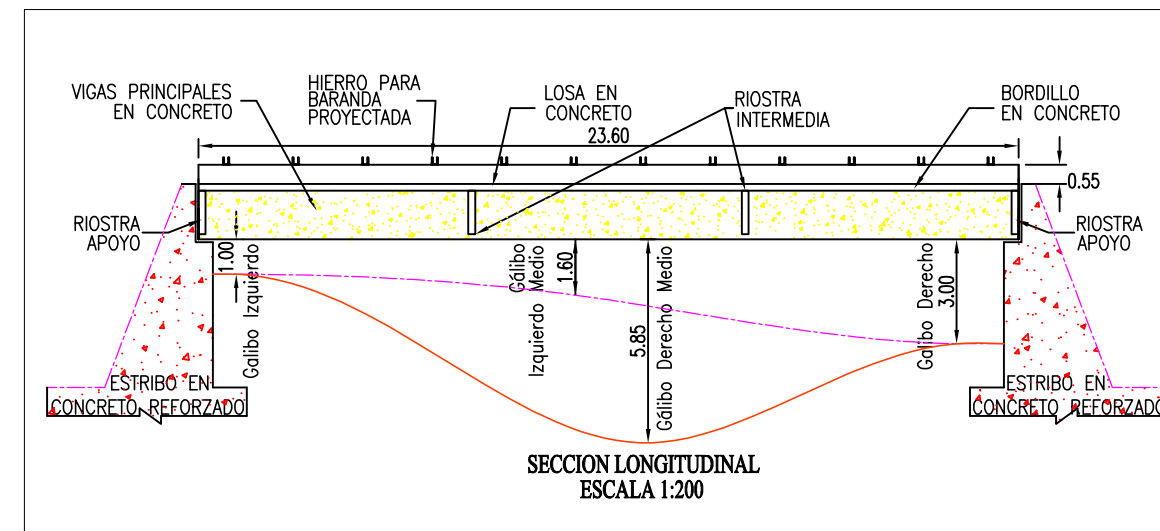 VIGAS PRINCIPALES
EN CONCRETO
HIERRO PARA
BARANDA
PROYECTADA
LOSA EN
CONCRETO
RIOSTRA
INTERMEDIA
BORDILLO
EN CONCRETO
23.60
0.55
RIOSTRA
APOYO
RIOSTRA
APOYO
1.00
Galibo Izquierdo
Gálibo Medio
Izquierdo
1.60
5.85
Gálibo Derecho Medio
Galibo Derecho
3.00
ESTRIBO EN
CONCRETO REFORZADO
ESTRIBO EN
CONCRETO REFORZADO
SECCION LONGITUDINAL
ESCALA 1:200